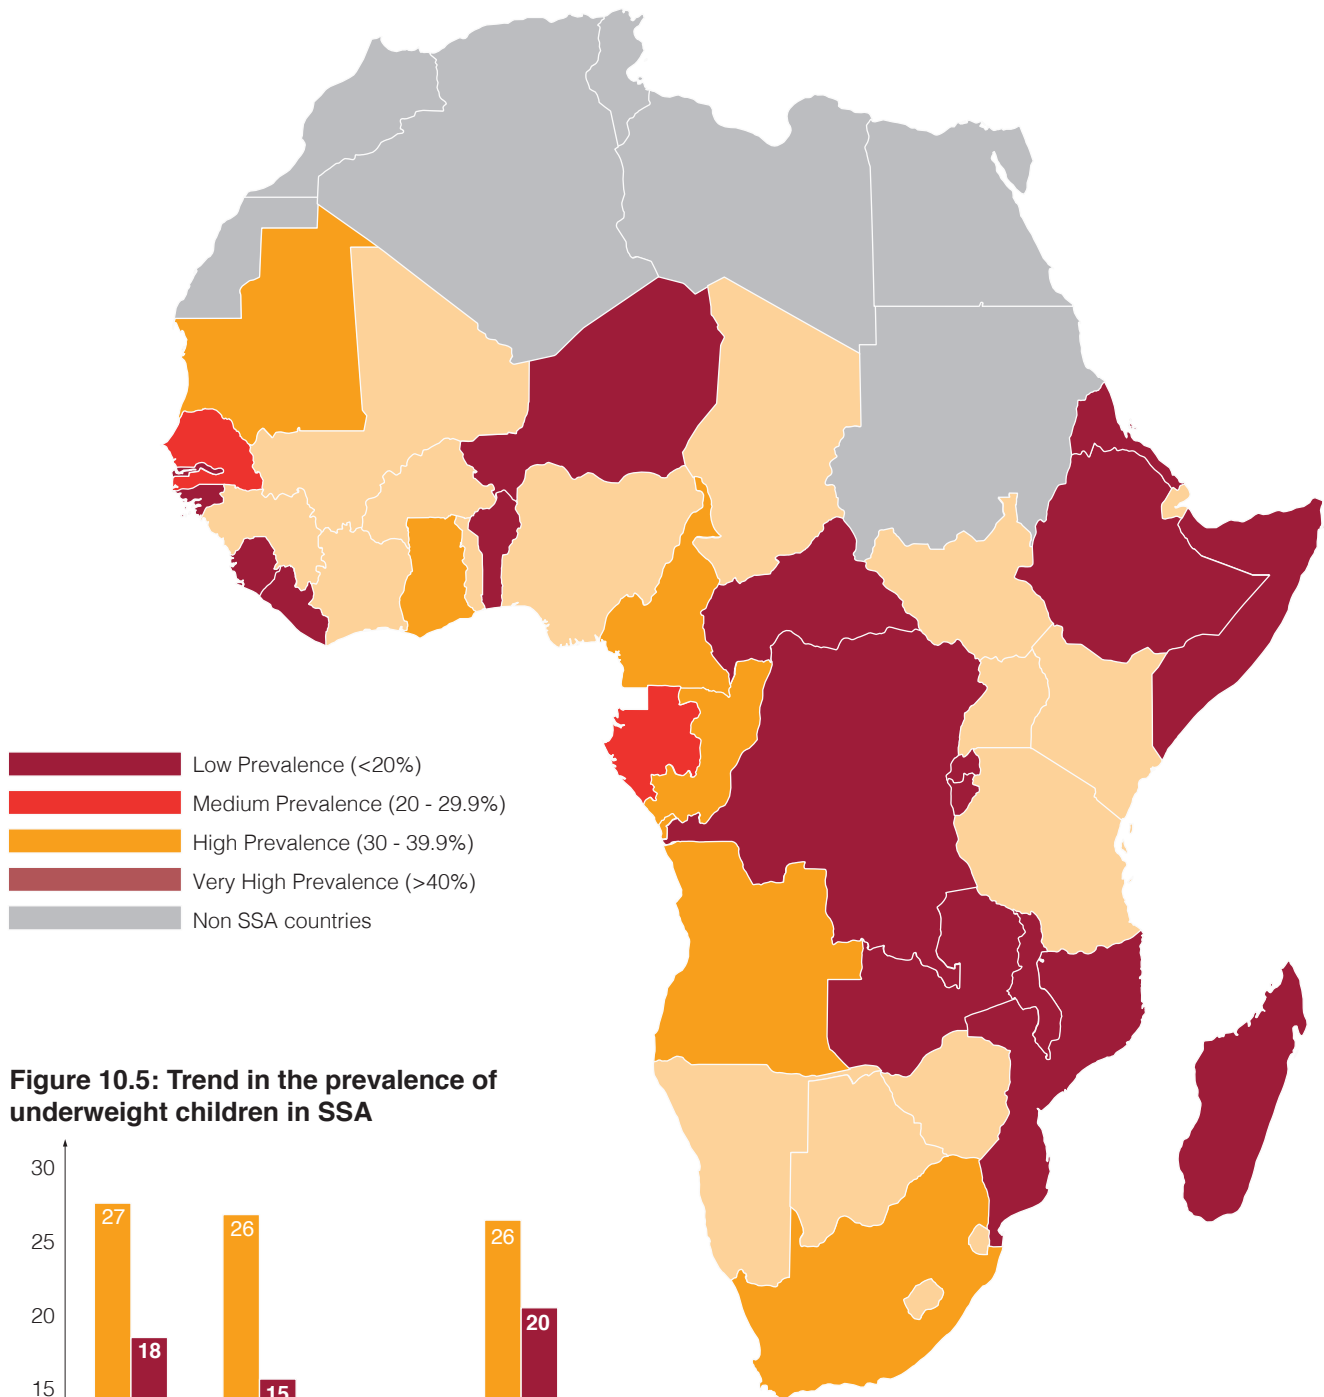 Low Prevalence (<20%)
Medium Prevalence (20 - 29.9%)
High Prevalence (30 - 39.9%)
Very High Prevalence (>40%)
Non SSA countries
Figure 10.5: Trend in the prevalence of
underweight children in SSA
30
27
26
26
25
20
20
18
15
15